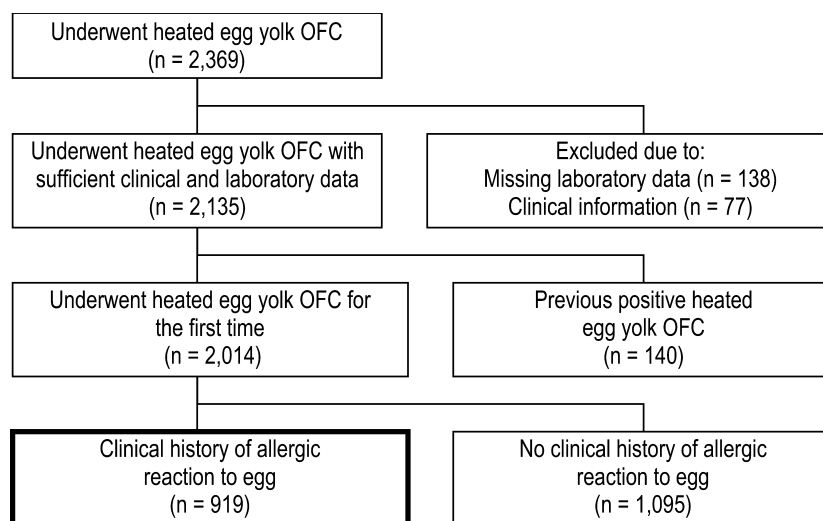 Underwent heated egg yolk OFC
(n = 2,369)
Underwent heated egg yolk OFC with
sufficient clinical and laboratory data
(n = 2,135)
Excluded due to:
Missing laboratory data (n = 138)
Clinical information (n = 77)
Underwent heated egg yolk OFC for
the first time
(n = 2,014)
Previous positive heated
egg yolk OFC
(n = 140)
Clinical history of allergic
reaction to egg
(n = 919)
No clinical history of allergic
reaction to egg
(n = 1,095)